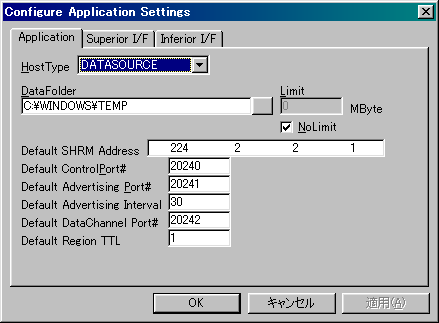 Configure Application Settings
Application Superior I/F Inferior I/F
HostType DATASOURCE
DataFolder Limit
C:¥WINDOWS¥TEMP 0 MByte
NoLimit
Default SHRM Address 224 2 2 1
Default ControlPort# 20240
Default Advertising Port# 20241
Default Advertising Interval 30
Default DataChannel Port# 20242
Default Region TTL 1
OK キャンセル 適用(A)